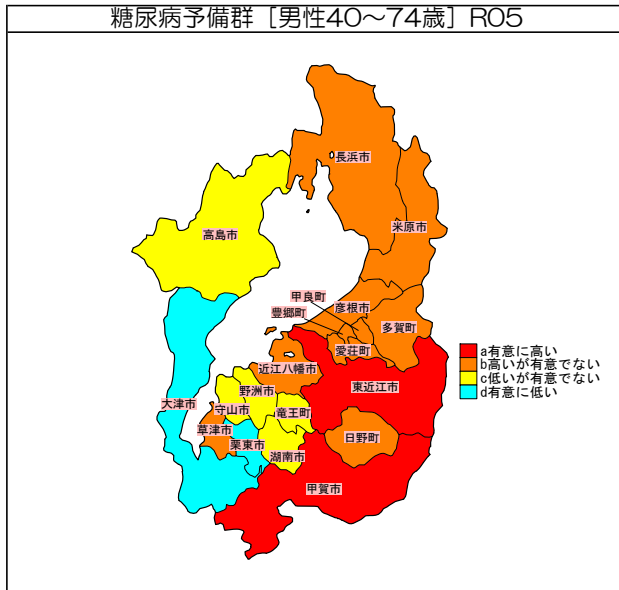 糖尿病予備群［男性40～74歳］R05
長浜市
米原市
高島市
甲良町
彦根市
豊郷町
多賀町
愛荘町
近江八幡市
東近江市
野洲市
大津市
守山市
竜王町
草津市
栗東市
日野町
湖南市
甲賀市
a有意に高い
b高いが有意でない
c低いが有意でない
d有意に低い